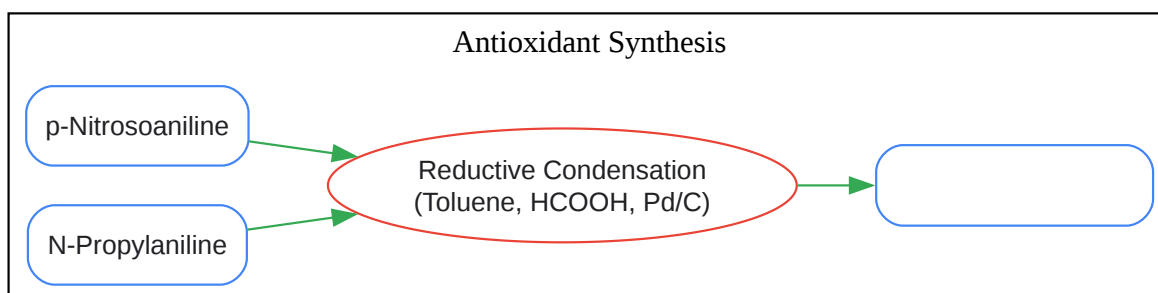 Antioxidant Synthesis
p-Nitrosoaniline
Reductive Condensation
(Toluene, HCOOH, Pd/C)
N-Propylaniline